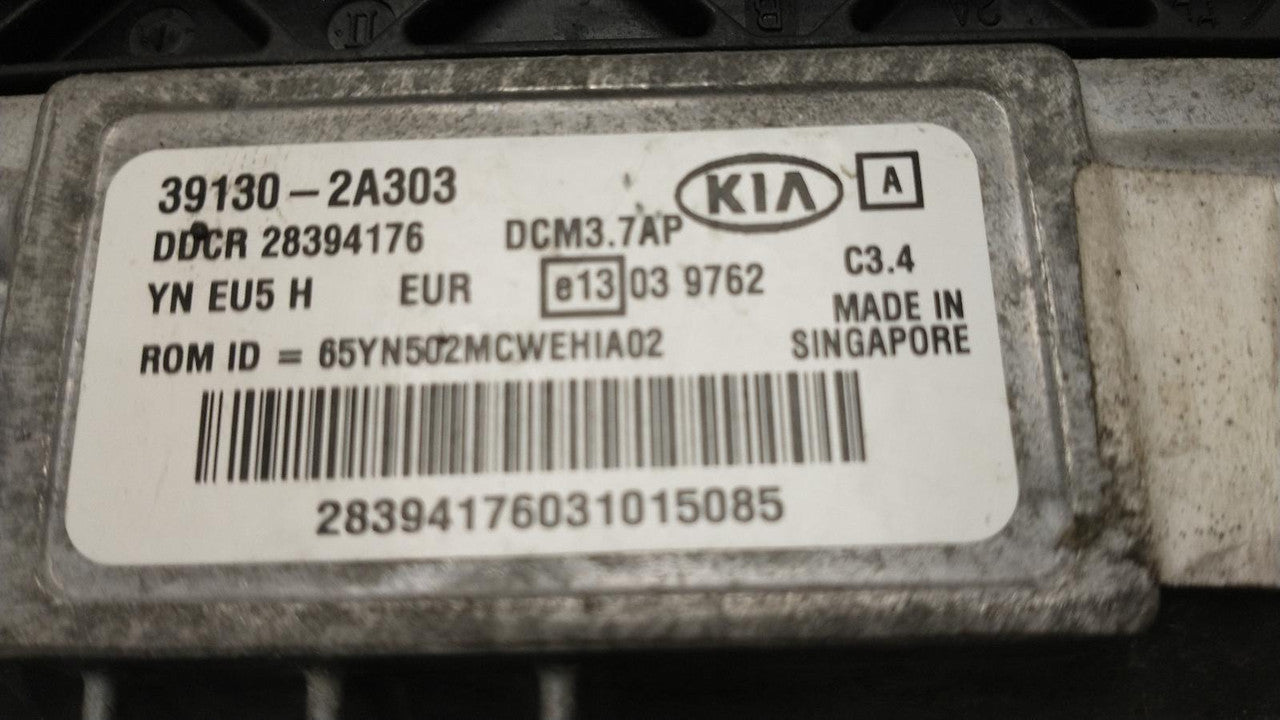 39130-2A303
KIA A
DDCR 28394176 DCM3.7AP
YN EU5 H EUR e13 03 9762 C3.4
MADE IN
SINGAPORE
ROM ID = 65YN502MCWEHIA02
28394176031015085